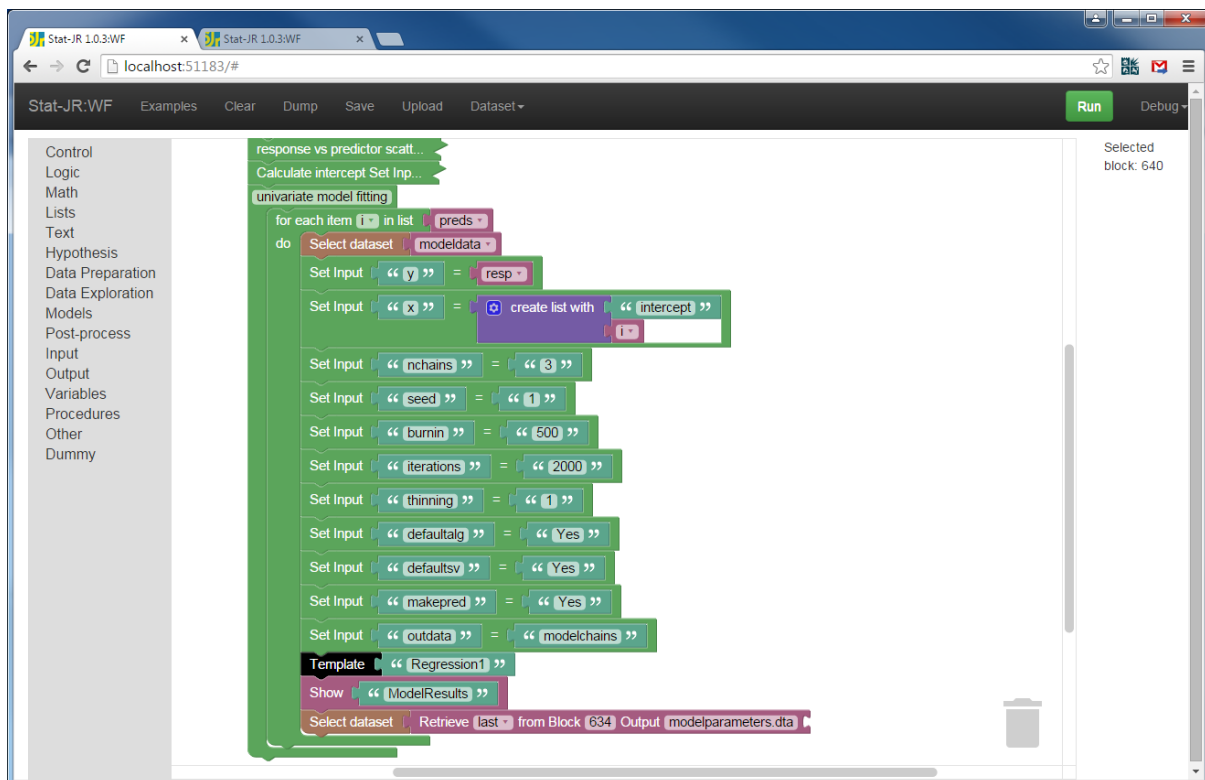 Stat-JR 1.0.3:WF
Stat-JR 1.0.3:WF
localhost:51183/#
Stat-JR:WF Examples Clear Dump Save Upload Dataset Run Debug
Control
Logic
Math
Lists
Text
Hypothesis
Data Preparation
Data Exploration
Models
Post-process
Input
Output
Variables
Procedures
Other
Dummy
response vs predictor scatt...
Calculate intercept Set Inp...
univariate model fitting
for each item i in list preds
do Select dataset modeldata
Set Input “ y ” = resp
Set Input “ x ” = create list with “ intercept ”
i
Set Input “ nchains ” = “ 3 ”
Set Input “ seed ” = “ 1 ”
Set Input “ burnin ” = “ 500 ”
Set Input “ iterations ” = “ 2000 ”
Set Input “ thinning ” = “ 1 ”
Set Input “ defaultalg ” = “ Yes ”
Set Input “ defaultsv ” = “ Yes ”
Set Input “ makepred ” = “ Yes ”
Set Input “ outdata ” = “ modelchains ”
Template “ Regression1 ”
Show “ ModelResults ”
Select dataset Retrieve last from Block 634 Output modelparameters.dta
Selected
block: 640